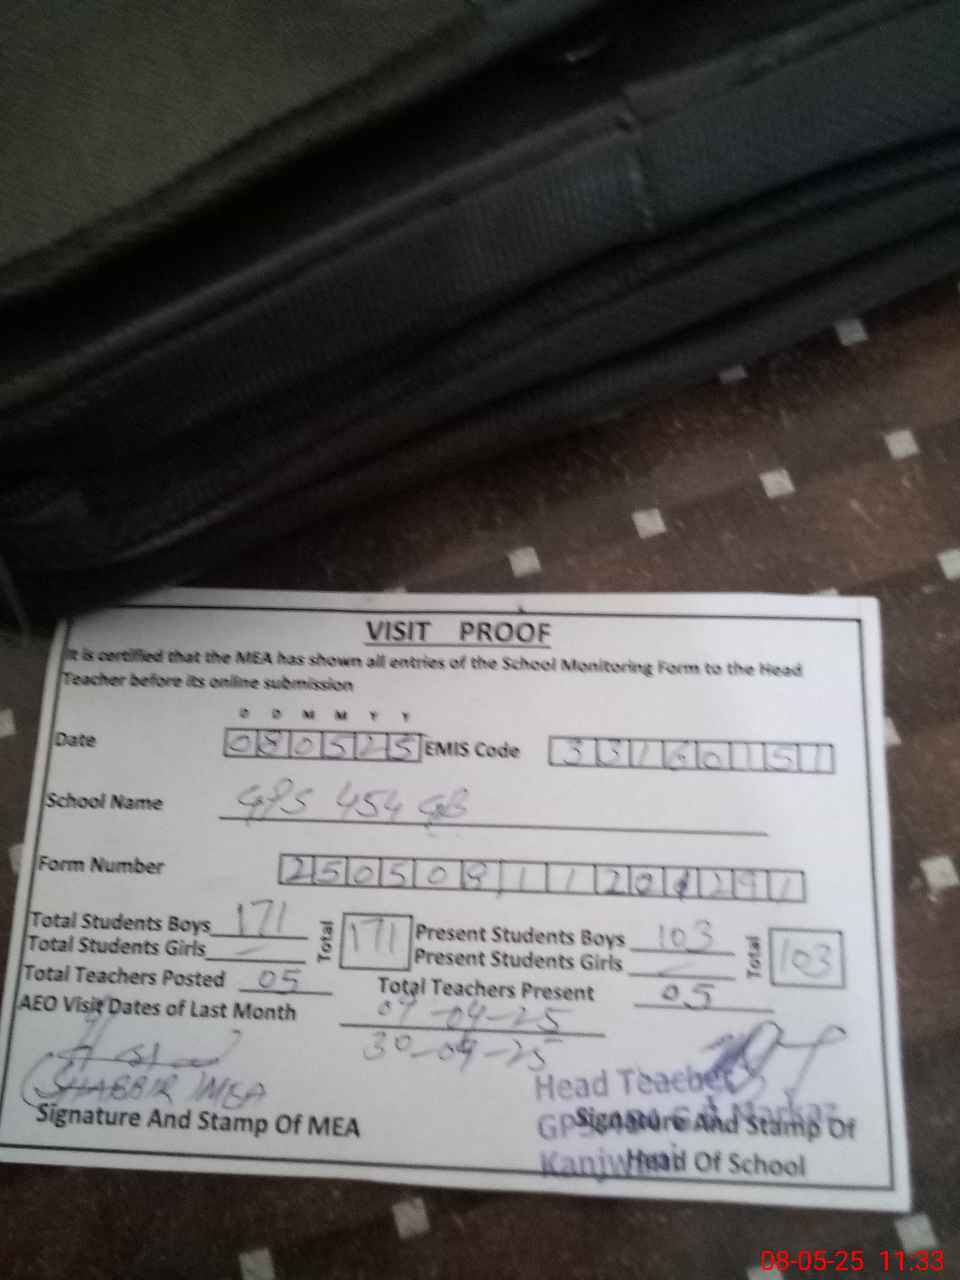 VISIT PROOF
It is certified that the MEA has shown all entries of the School Monitoring Form to the Head
Teacher before its online submission
D D M M Y Y
Date 080525 EMIS Code 33160151
School Name GPS 454 GB
Form Number
Total Students Boys 171 Total 171 Present Students Boys 103 Total 103
Total Students Girls - Present Students Girls -
Total Teachers Posted 05 Total Teachers Present 05
AEO Visit Dates of Last Month 09-04-25
30-04-25
SHABBIR MEA
Head Teacher
Signature And Stamp Of MEA Signature And Stamp Of
Head Of School
08-05-25 11:33